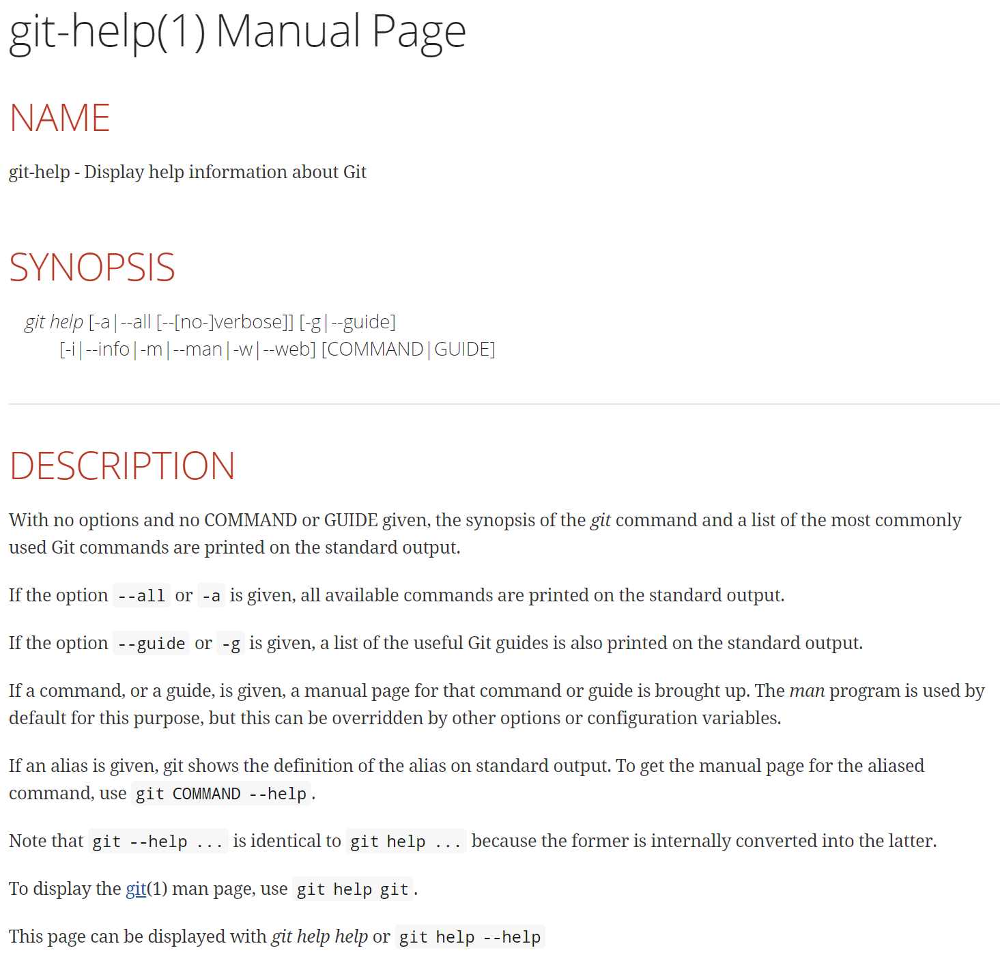 git-help(1) Manual Page
NAME
git-help - Display help information about Git
SYNOPSIS
git help [-a|--all [--[no-]verbose]] [-g|--guide]
[-i|--info|-m|--man|-w|--web] [COMMAND|GUIDE]
DESCRIPTION
With no options and no COMMAND or GUIDE given, the synopsis of the git command and a list of the most commonly
used Git commands are printed on the standard output.
If the option --all or -a is given, all available commands are printed on the standard output.
If the option --guide or -g is given, a list of the useful Git guides is also printed on the standard output.
If a command, or a guide, is given, a manual page for that command or guide is brought up. The man program is used by
default for this purpose, but this can be overridden by other options or configuration variables.
If an alias is given, git shows the definition of the alias on standard output. To get the manual page for the aliased
command, use git COMMAND --help.
Note that git --help ... is identical to git help ... because the former is internally converted into the latter.
To display the git(1) man page, use git help git.
This page can be displayed with git help help or git help --help